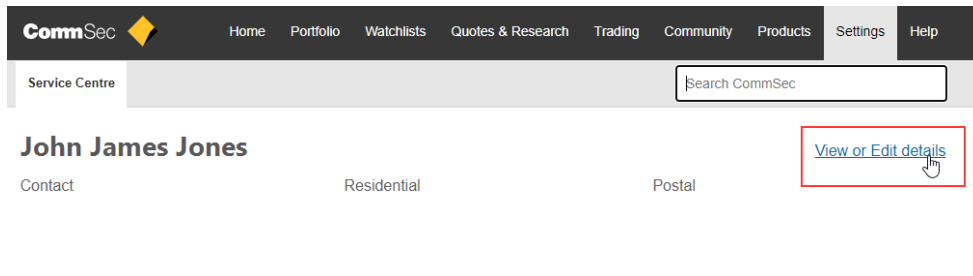 CommSec Home Portfolio Watchlists Quotes & Research Trading Community Products Settings Help
Service Centre Search CommSec
John James Jones View or Edit details
Contact Residential Postal